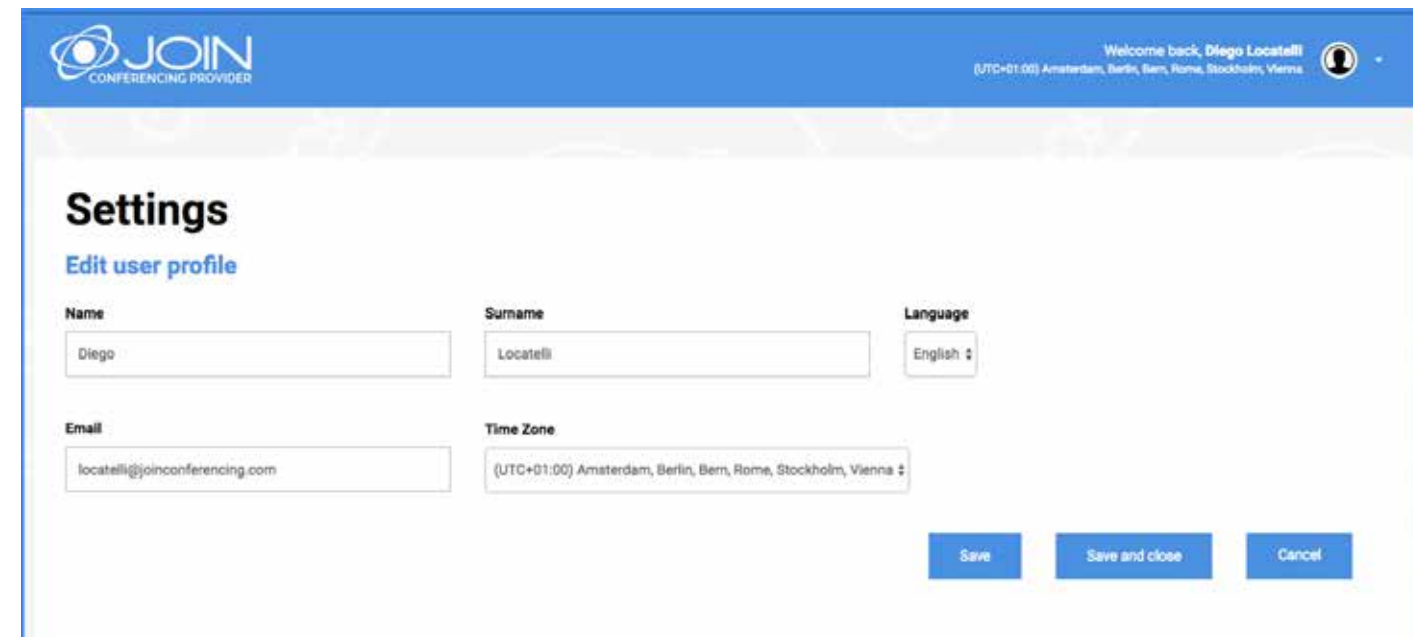 JOIN
CONFERENCING PROVIDER
Welcome back, Diego Locatelli
(UTC+01:00) Amsterdam, Berlin, Bern, Rome, Stockholm, Vienna
Settings
Edit user profile
Name Surname Language
Diego Locatelli English
Email Time Zone
locatelli@joinconferencing.com (UTC+01:00) Amsterdam, Berlin, Bern, Rome, Stockholm, Vienna
Save Save and close Cancel